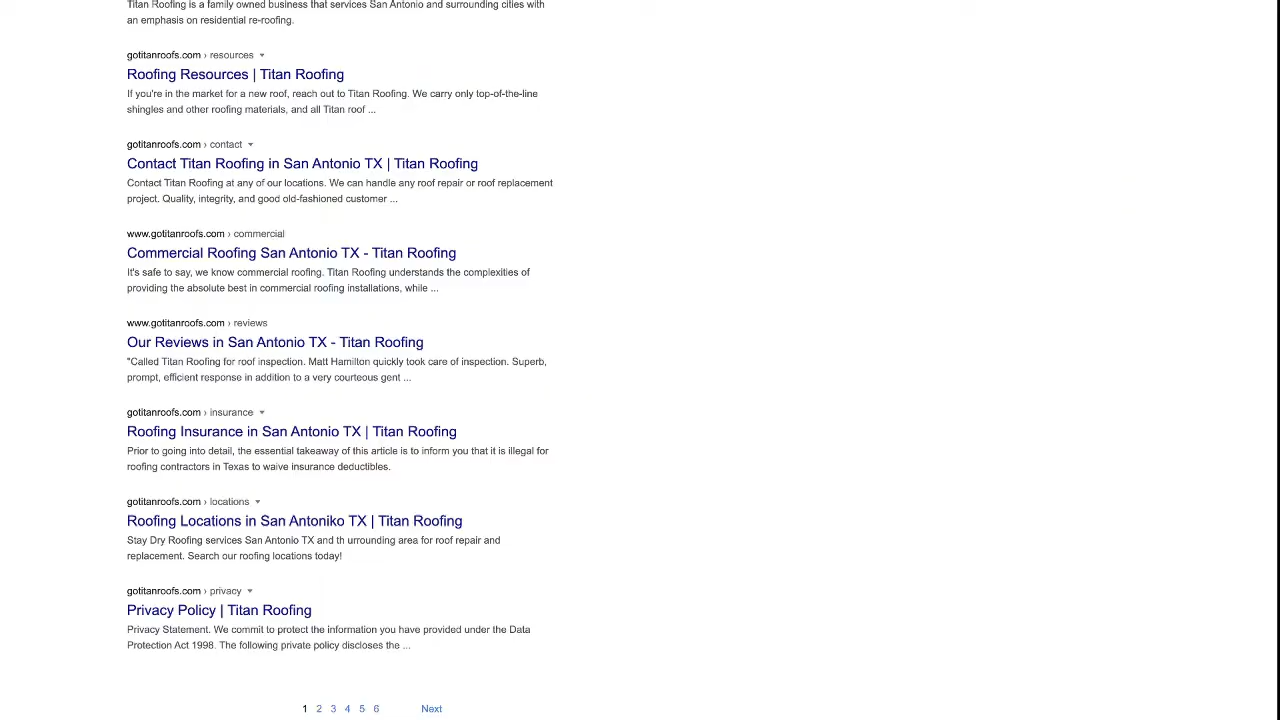 Titan Roofing is a family owned business that services San Antonio and surrounding cities with
an emphasis on residential re-roofing.
gotitanroofs.com › resources
Roofing Resources | Titan Roofing
If you're in the market for a new roof, reach out to Titan Roofing. We carry only top-of-the-line
shingles and other roofing materials, and all Titan roof ...
gotitanroofs.com › contact
Contact Titan Roofing in San Antonio TX | Titan Roofing
Contact Titan Roofing at any of our locations. We can handle any roof repair or roof replacement
project. Quality, integrity, and good old-fashioned customer ...
www.gotitanroofs.com › commercial
Commercial Roofing San Antonio TX - Titan Roofing
It's safe to say, we know commercial roofing. Titan Roofing understands the complexities of
providing the absolute best in commercial roofing installations, while ...
www.gotitanroofs.com › reviews
Our Reviews in San Antonio TX - Titan Roofing
"Called Titan Roofing for roof inspection. Matt Hamilton quickly took care of inspection. Superb,
prompt, efficient response in addition to a very courteous gent ...
gotitanroofs.com › insurance
Roofing Insurance in San Antonio TX | Titan Roofing
Prior to going into detail, the essential takeaway of this article is to inform you that it is illegal for
roofing contractors in Texas to waive insurance deductibles.
gotitanroofs.com › locations
Roofing Locations in San Antoniko TX | Titan Roofing
Stay Dry Roofing services San Antonio TX and th urrounding area for roof repair and
replacement. Search our roofing locations today!
gotitanroofs.com › privacy
Privacy Policy | Titan Roofing
Privacy Statement. We commit to protect the information you have provided under the Data
Protection Act 1998. The following private policy discloses the ...
1 2 3 4 5 6 Next